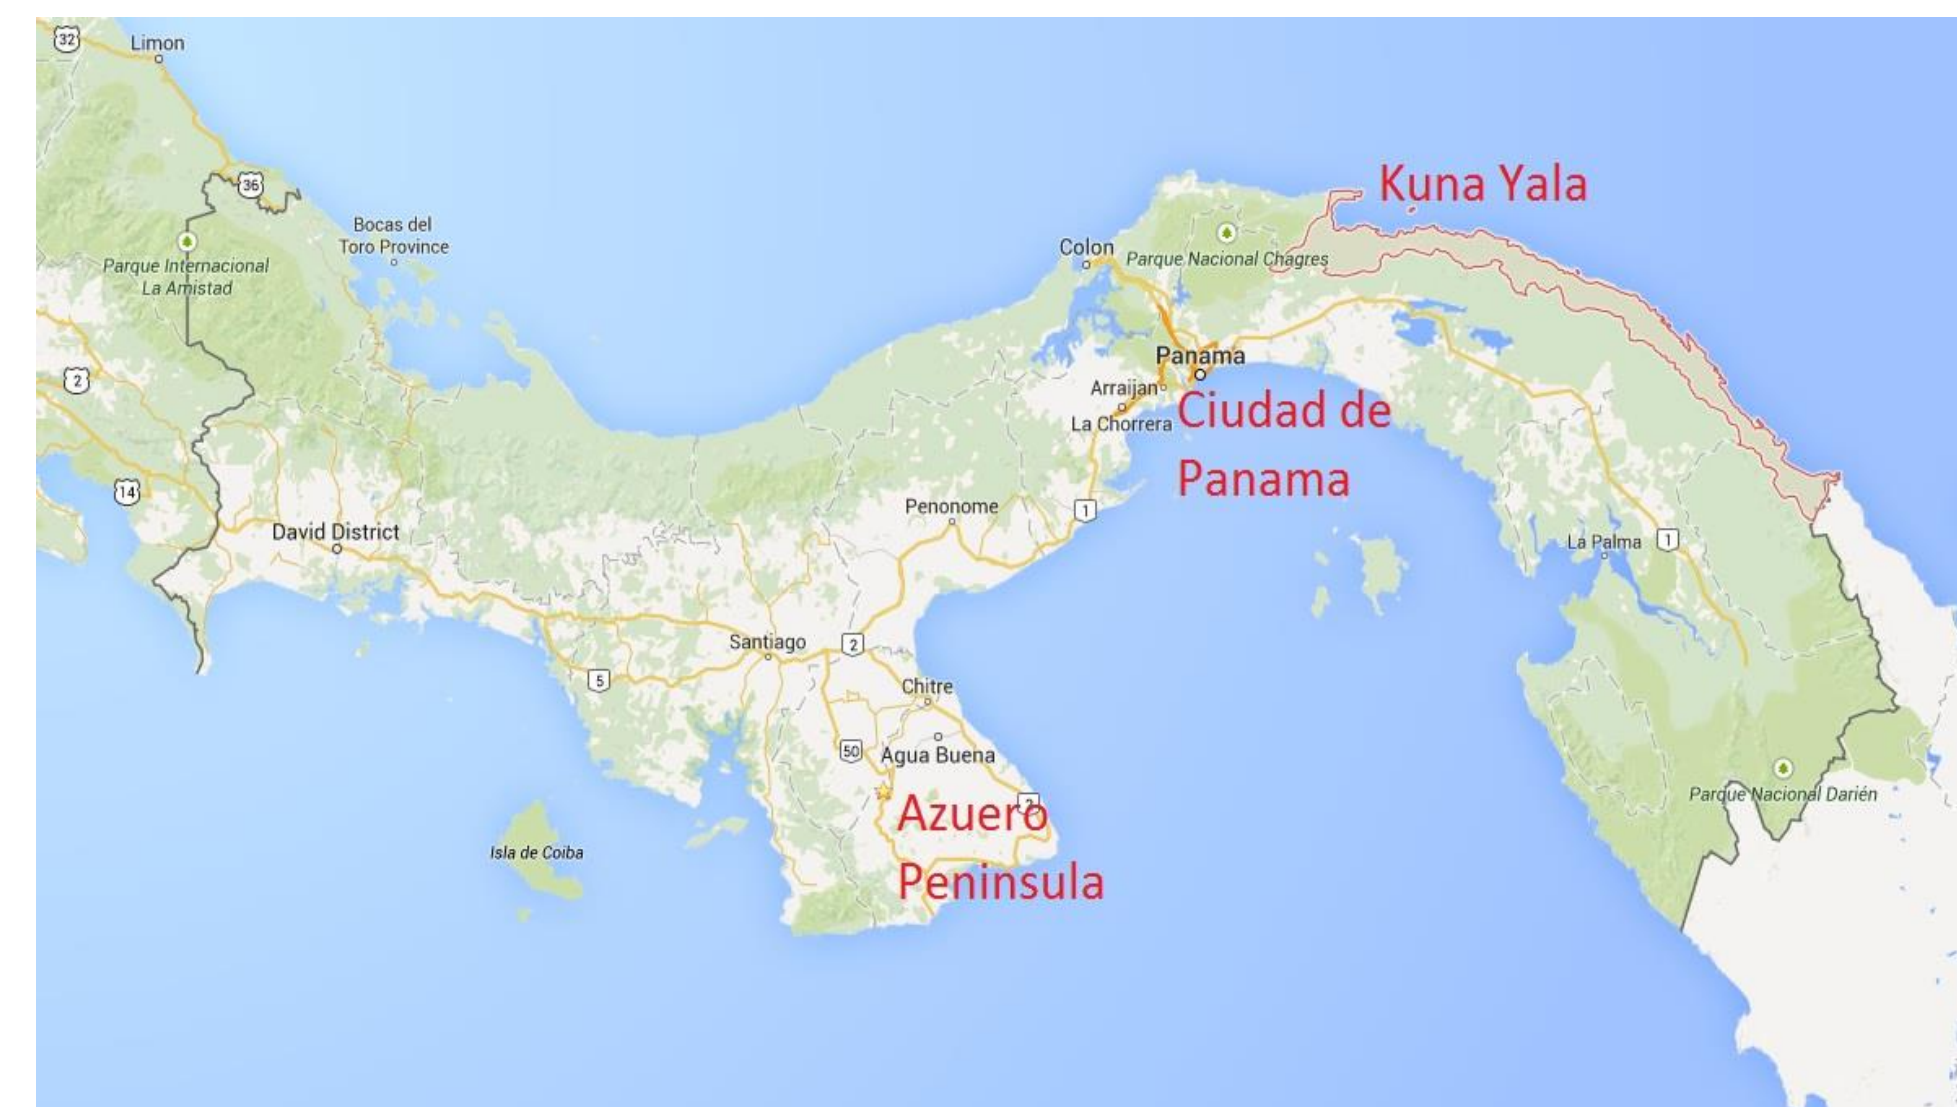 32
Limon
36
Bocas del
Toro Province
Parque Internacional
La Amistad
2
14
David District
Kuna Yala
Colon
Parque Nacional Chagres
Panama
Arraijan
La Chorrera
Ciudad de
Panama
Penonome
1
La Palma
1
Santiago
2
5
Chitre
50
Agua Buena
2
Azuero
Peninsula
Isla de Coiba
Parque Nacional Darién